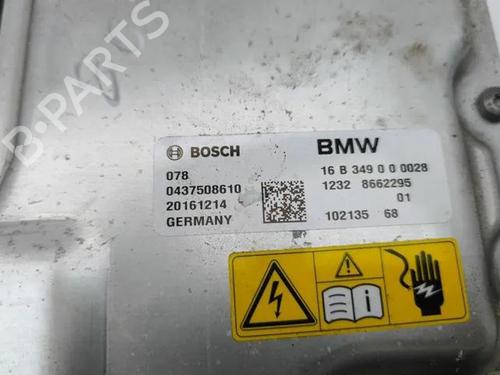 B-PARTS
BOSCH
BMW
078
16 B 349 0 0 0028
0437508610
1232 8662295
20161214
01
GERMANY
102135 68